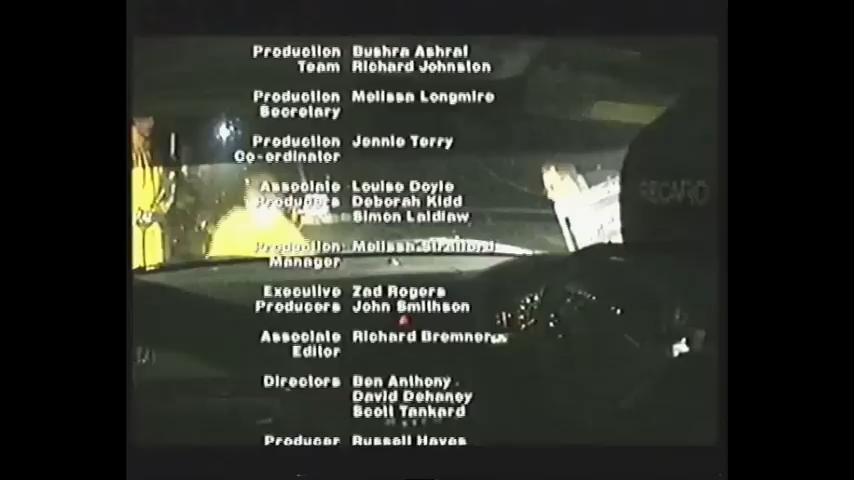 Production Bushra Ashraf
Team Richard Johnston
Production Melissa Longmire
Secretary
Production Jennie Terry
Co-ordinator
Associate Louise Doyle
Producers Deborah Kidd
Simon Laidlaw
Production Melissa Stratford
Manager
Executive Zad Rogers
Producers John Smithson
Associate Richard Bremner
Editor
Directors Ben Anthony
David Dehaney
Scott Tankard
Producer Russell Hayes
RECARO